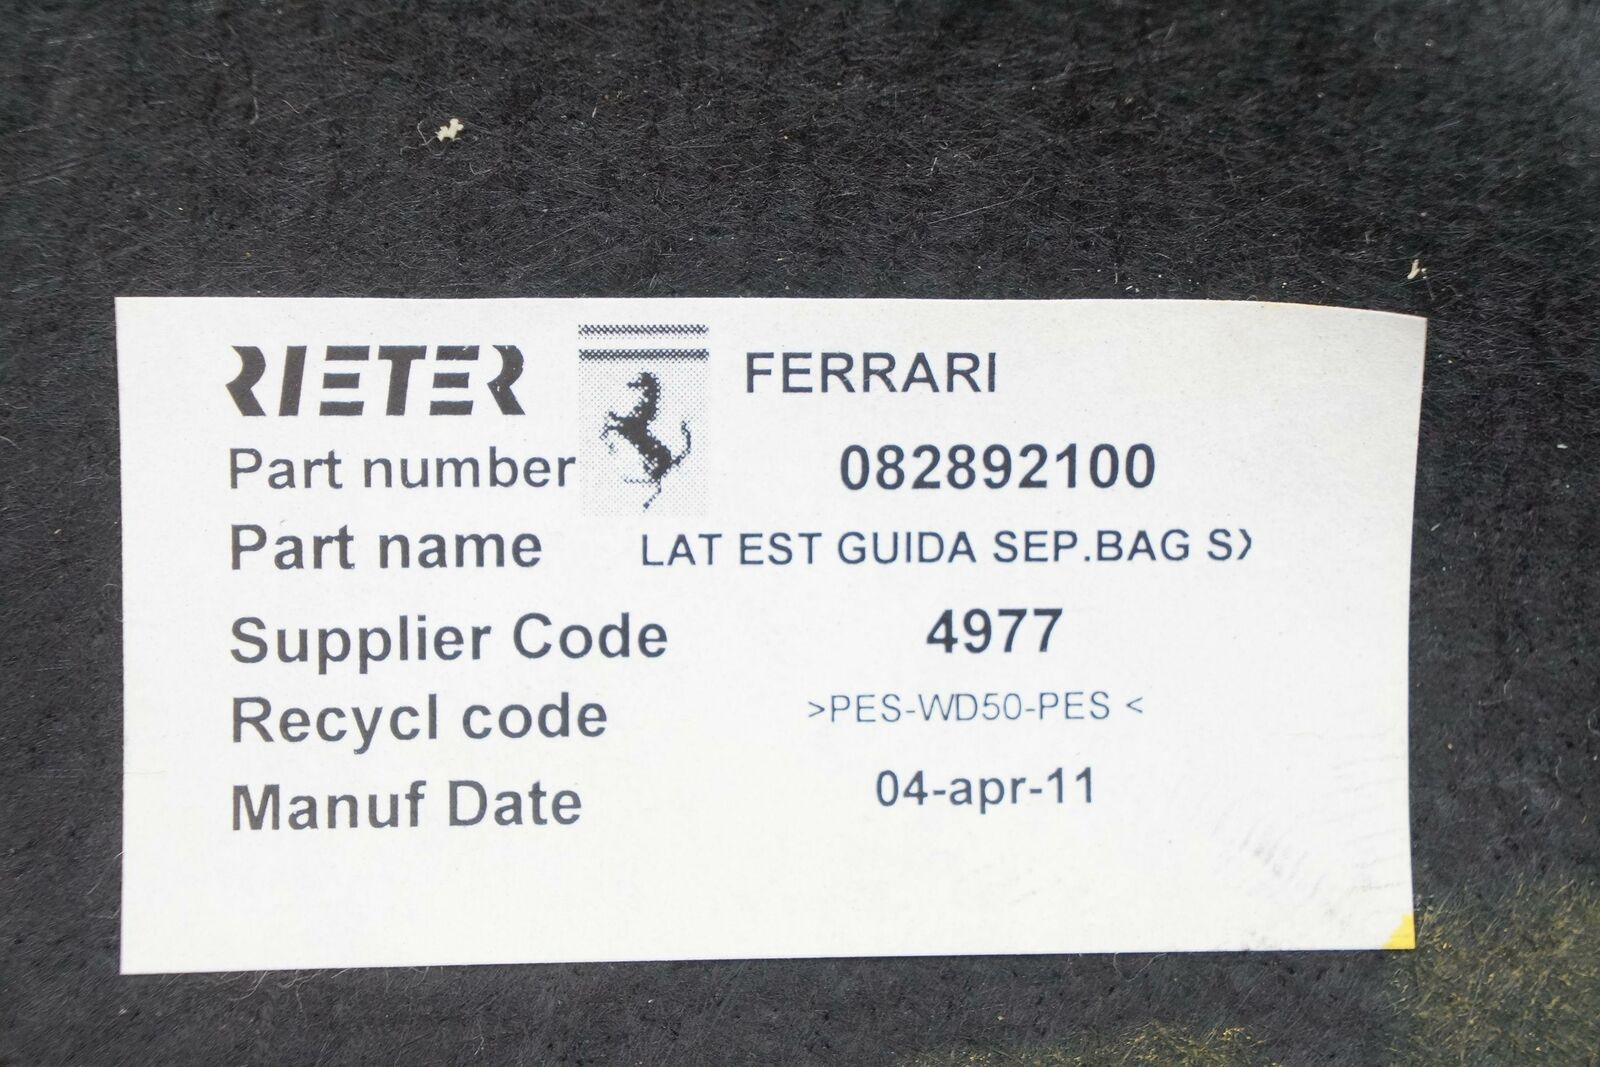 RIETER FERRARI
Part number 082892100
Part name LAT EST GUIDA SEP.BAG SX
Supplier Code 4977
Recycl code >PES-WD50-PES <
Manuf Date 04-apr-11